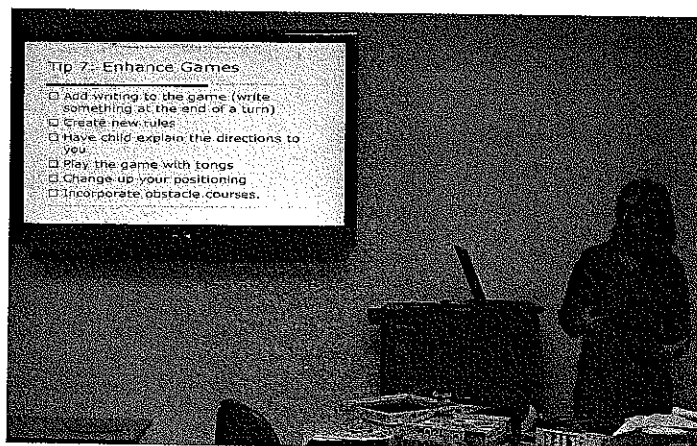 Tip 7: Enhance Games
□ Add writing to the game (write
something at the end of a turn)
□ Create new rules
□ Have child explain the directions to
you
□ Play the game with tongs
□ Change up your positioning
□ Incorporate obstacle courses.